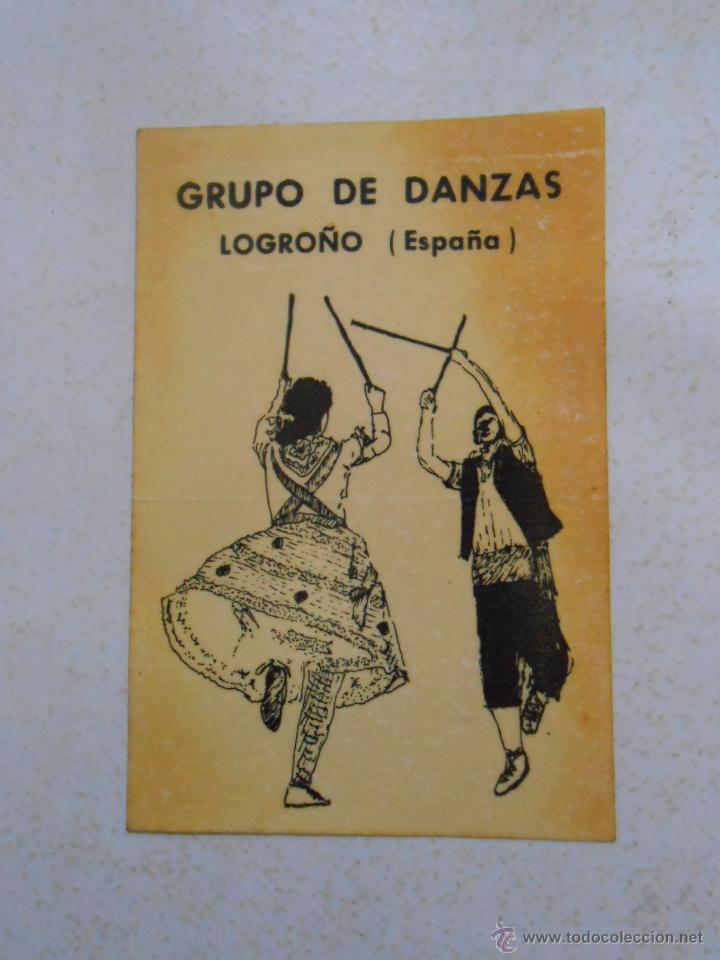 GRUPO DE DANZAS
LOGROÑO (España)
© www.todocoleccion.net